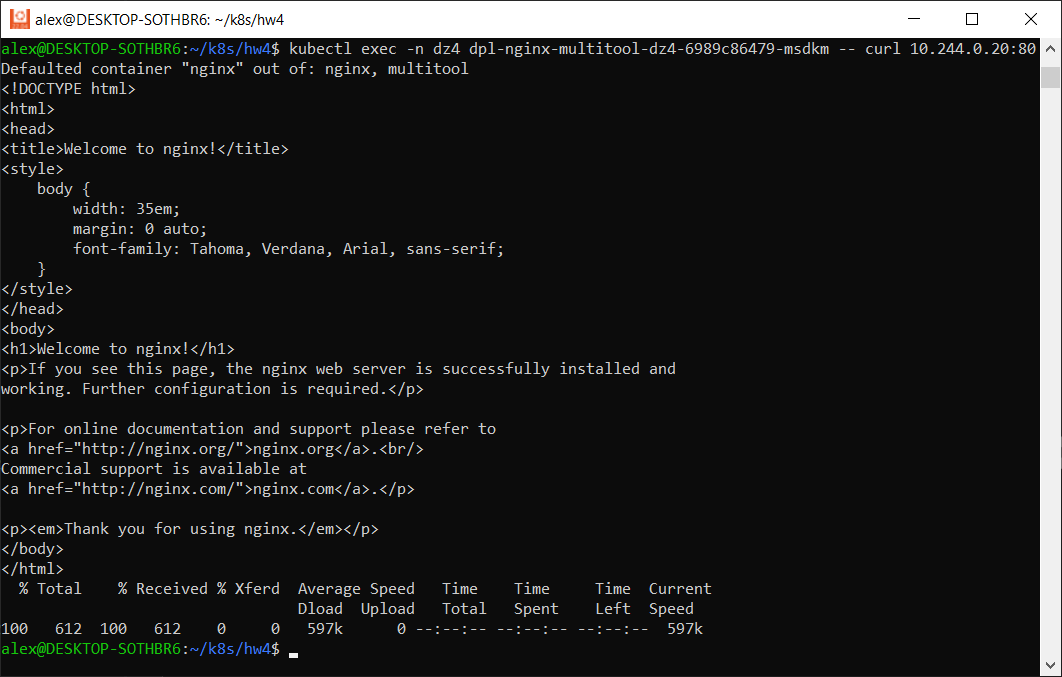 alex@DESKTOP-SOTHBR6: ~/k8s/hw4
alex@DESKTOP-SOTHBR6:~/k8s/hw4$ kubectl exec -n dz4 dpl-nginx-multitool-dz4-6989c86479-msdkm -- curl 10.244.0.20:80
Defaulted container "nginx" out of: nginx, multitool
<!DOCTYPE html>
<html>
<head>
<title>Welcome to nginx!</title>
<style>
    body {
        width: 35em;
        margin: 0 auto;
        font-family: Tahoma, Verdana, Arial, sans-serif;
    }
</style>
</head>
<body>
<h1>Welcome to nginx!</h1>
<p>If you see this page, the nginx web server is successfully installed and
working. Further configuration is required.</p>

<p>For online documentation and support please refer to
<a href="http://nginx.org/">nginx.org</a>.<br/>
Commercial support is available at
<a href="http://nginx.com/">nginx.com</a>.</p>

<p><em>Thank you for using nginx.</em></p>
</body>
</html>
  % Total    % Received % Xferd  Average Speed   Time    Time     Time  Current
                                 Dload  Upload   Total   Spent    Left  Speed
100   612  100   612    0     0   597k      0 --:--:-- --:--:-- --:--:--  597k
alex@DESKTOP-SOTHBR6:~/k8s/hw4$